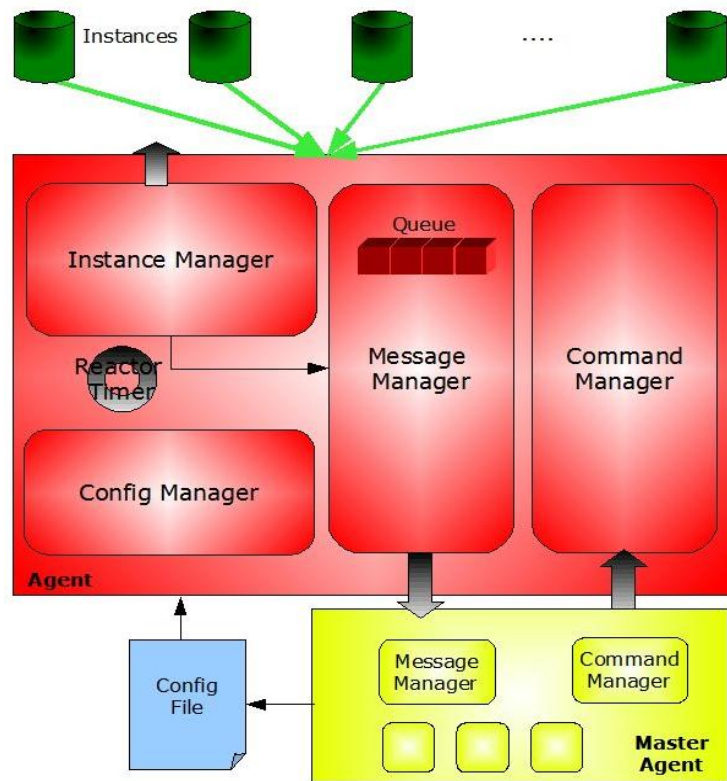 Instances
....
Instance Manager
Queue
Reactor
Timer
Message
Manager
Command
Manager
Config Manager
Agent
Config
File
Message
Manager
Command
Manager
Master
Agent